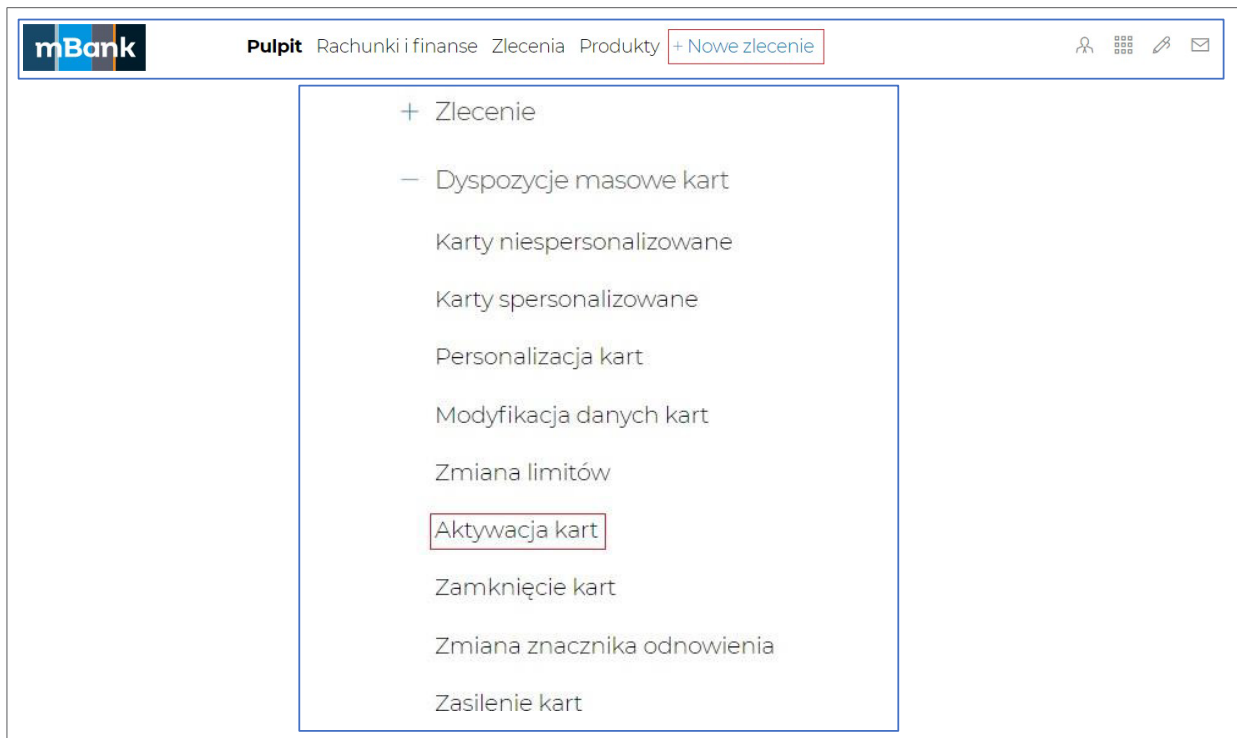 mBank Pulpit Rachunki i finanse Zlecenia Produkty + Nowe zlecenie
+ Zlecenie
− Dyspozycje masowe kart
Karty niespersonalizowane
Karty spersonalizowane
Personalizacja kart
Modyfikacja danych kart
Zmiana limitów
Aktywacja kart
Zamknięcie kart
Zmiana znacznika odnowienia
Zasilenie kart